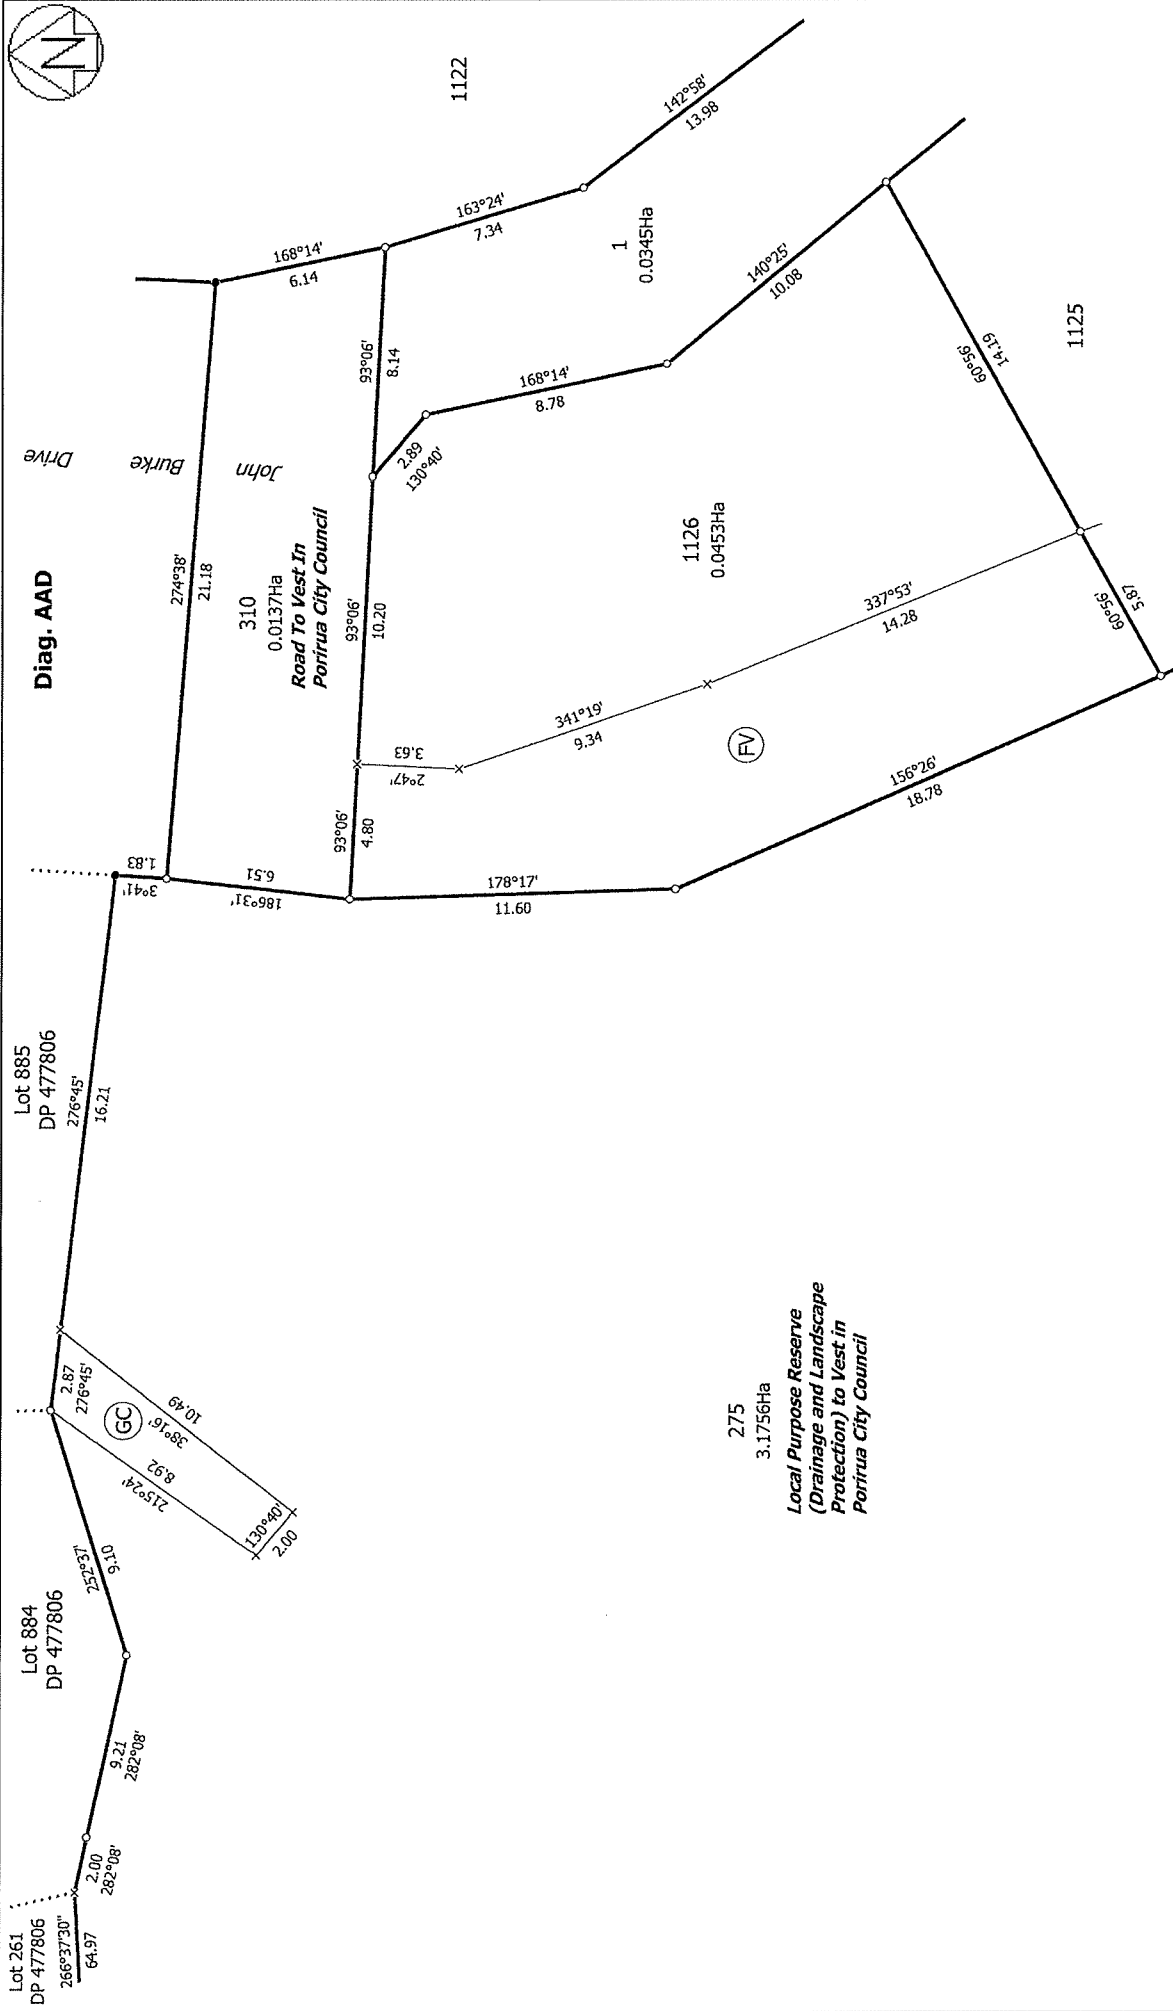 Diag. AAD
N
Lot 261
DP 477806
266°37'30"
64.97
2.00
282°08'
9.21
282°08'
Lot 884
DP 477806
252°37'
9.10
215°24'
8.92
GC
38°16'
10.49
130°40'
2.00
2.87
276°45'
Lot 885
DP 477806
276°45'
16.21
3°41'
1.83
186°31'
6.51
Drive
Burke
John
274°38'
21.18
310
0.0137Ha
Road To Vest In
Porirua City Council
168°14'
6.14
93°06'
4.80
93°06'
10.20
93°06'
8.14
1122
163°24'
7.34
142°58'
13.98
1
0.0345Ha
2.89
130°40'
168°14'
8.78
140°25'
10.08
2°47'
3.63
341°19'
9.34
337°53'
14.28
1126
0.0453Ha
FV
178°17'
11.60
156°26'
18.78
60°56'
14.19
60°56'
5.87
1125
275
3.1756Ha
Local Purpose Reserve
(Drainage and Landscape
Protection) to Vest in
Porirua City Council